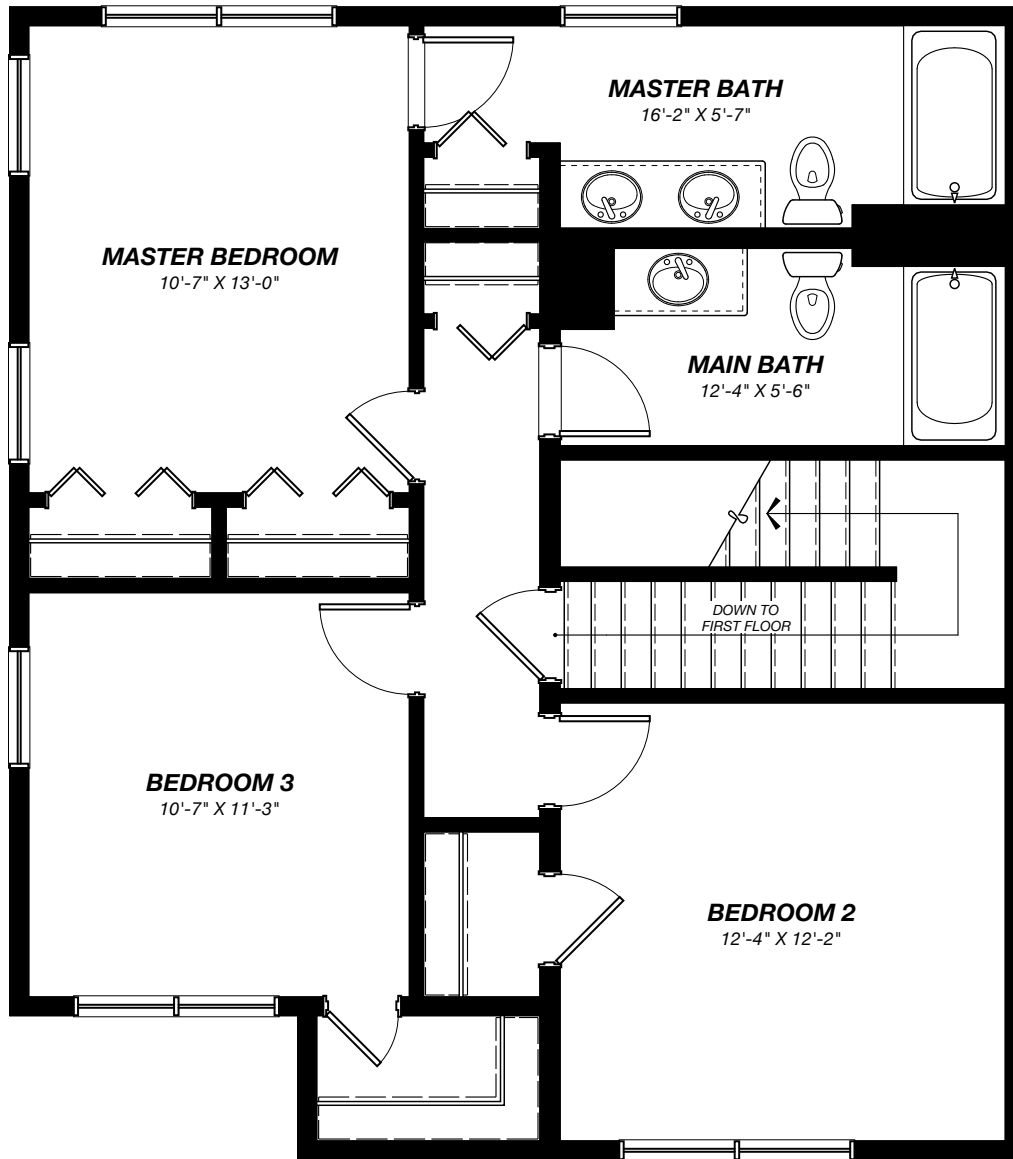 MASTER BATH
16'-2" X 5'-7"
MASTER BEDROOM
10'-7" X 13'-0"
MAIN BATH
12'-4" X 5'-6"
DOWN TO
FIRST FLOOR
BEDROOM 3
10'-7" X 11'-3"
BEDROOM 2
12'-4" X 12'-2"